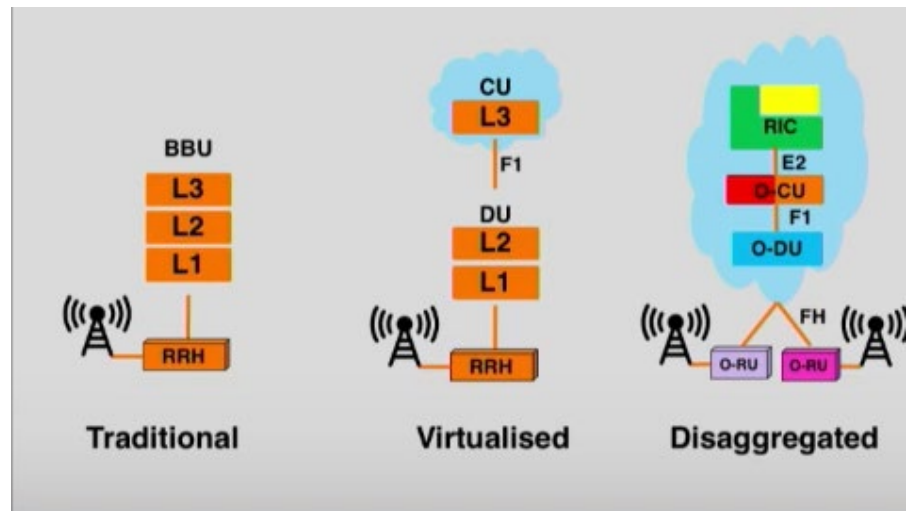 BBU
L3
L2
L1
RRH
Traditional
CU
L3
F1
DU
L2
L1
RRH
Virtualised
RIC
E2
O-CU
F1
O-DU
FH
O-RU
O-RU
Disaggregated